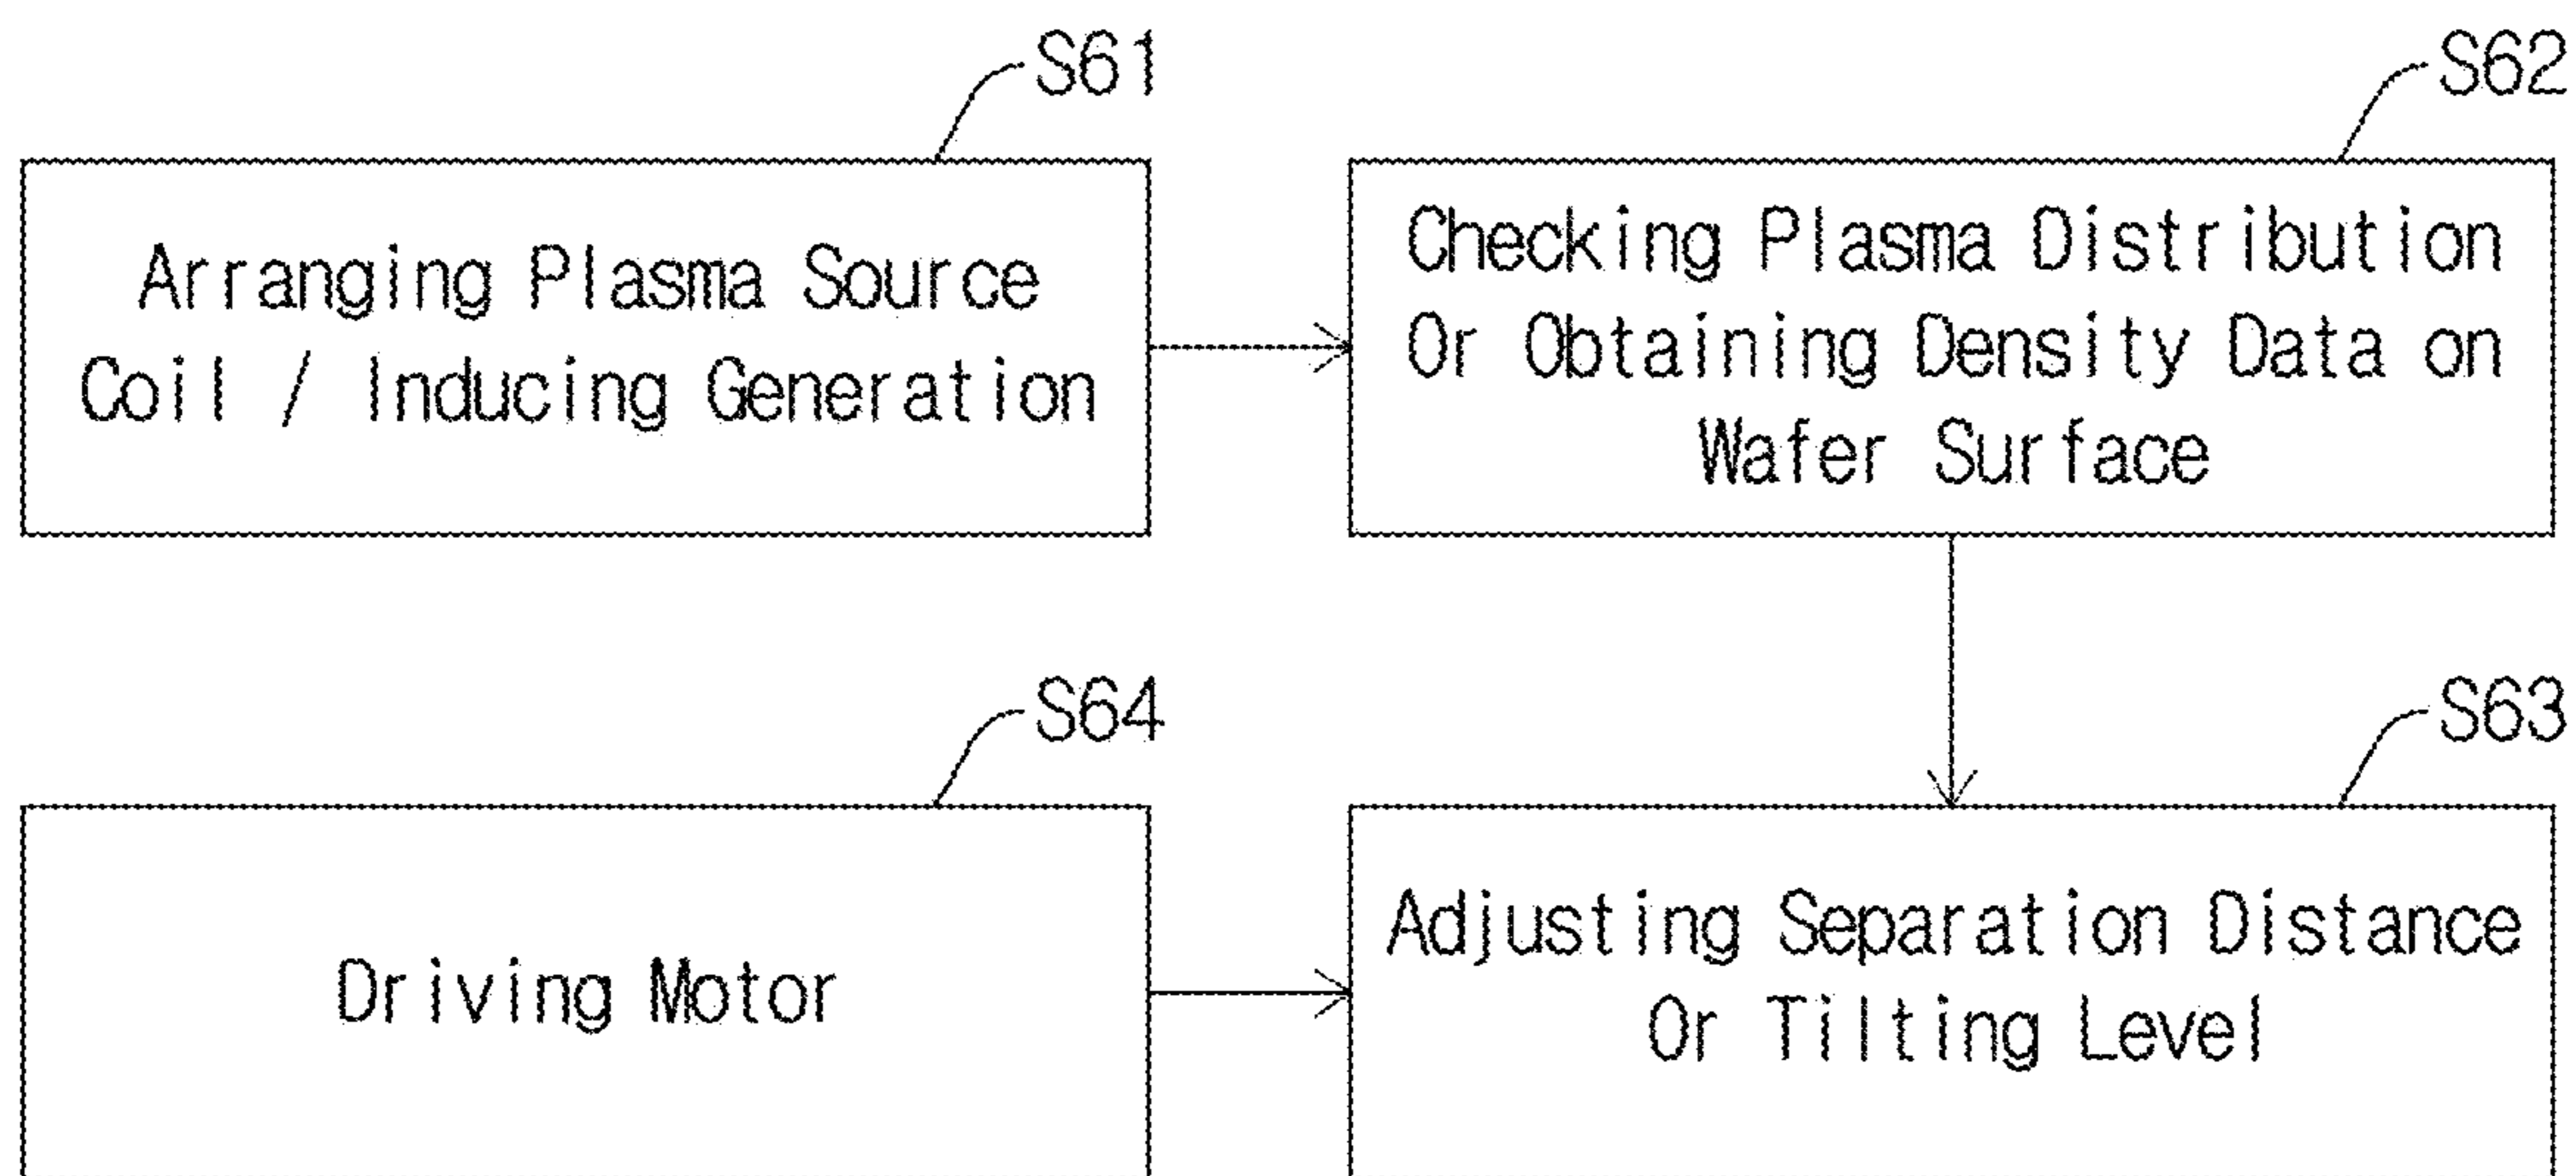 S61
Arranging Plasma Source
Coil / Inducing Generation
S62
Checking Plasma Distribution
Or Obtaining Density Data on
Wafer Surface
S64
Driving Motor
S63
Adjusting Separation Distance
Or Tilting Level